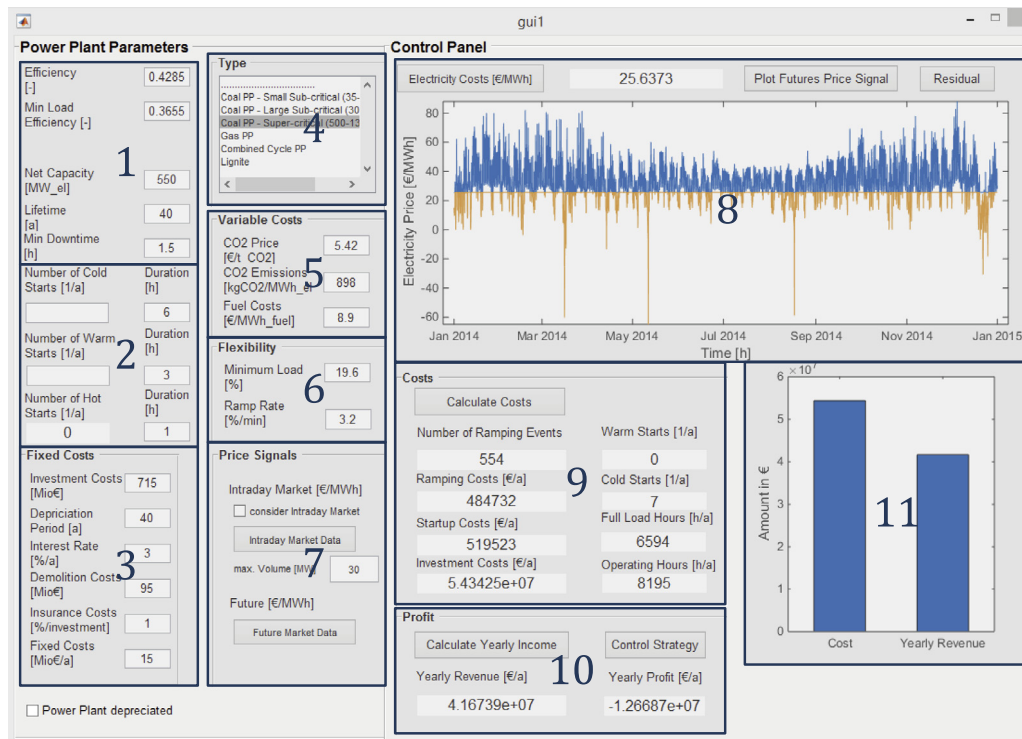 gui1
Power Plant Parameters
Efficiency
[-]
0.4285
Min Load
Efficiency [-]
0.3655
1
Net Capacity
[MW_el]
550
Lifetime
[a]
40
Min Downtime
[h]
1.5
Number of Cold
Starts [1/a]
Duration
[h]
6
Number of Warm
Starts [1/a]
Duration
[h]
3
2
Number of Hot
Starts [1/a]
Duration
[h]
0
1
Fixed Costs
Investment Costs
[Mio€]
715
Depriciation
Period [a]
40
Interest Rate
[%/a]
3
3
Demolition Costs
[Mio€]
95
Insurance Costs
[%/investment]
1
Fixed Costs
[Mio€/a]
15
Power Plant depreciated
Type
Coal PP - Small Sub-critical (35-
Coal PP - Large Sub-critical (30
Coal PP - Super-critical (500-13
Gas PP
Combined Cycle PP
Lignite
4
Variable Costs
CO2 Price
[€/t CO2]
5.42
CO2 Emissions
[kgCO2/MWh_el
898
5
Fuel Costs
[€/MWh_fuel]
8.9
Flexibility
Minimum Load
[%]
19.6
6
Ramp Rate
[%/min]
3.2
Price Signals
Intraday Market [€/MWh]
consider Intraday Market
Intraday Market Data
max. Volume [MW]
30
7
Future [€/MWh]
Future Market Data
Control Panel
Electricity Costs [€/MWh]
25.6373
Plot Futures Price Signal
Residual
Electricity Price [€/MWh]
80
60
40
20
0
-20
-40
-60
8
Jan 2014
Mar 2014
May 2014
Jul 2014
Sep 2014
Nov 2014
Jan 2015
Time [h]
Costs
Calculate Costs
Number of Ramping Events
554
Warm Starts [1/a]
0
Ramping Costs [€/a]
484732
Cold Starts [1/a]
7
9
Startup Costs [€/a]
519523
Full Load Hours [h/a]
6594
Investment Costs [€/a]
5.43425e+07
Operating Hours [h/a]
8195
Profit
Calculate Yearly Income
Control Strategy
10
Yearly Revenue [€/a]
4.16739e+07
Yearly Profit [€/a]
-1.26687e+07
×10⁷
Amount in €
6
5
4
3
2
1
0
11
Cost
Yearly Revenue